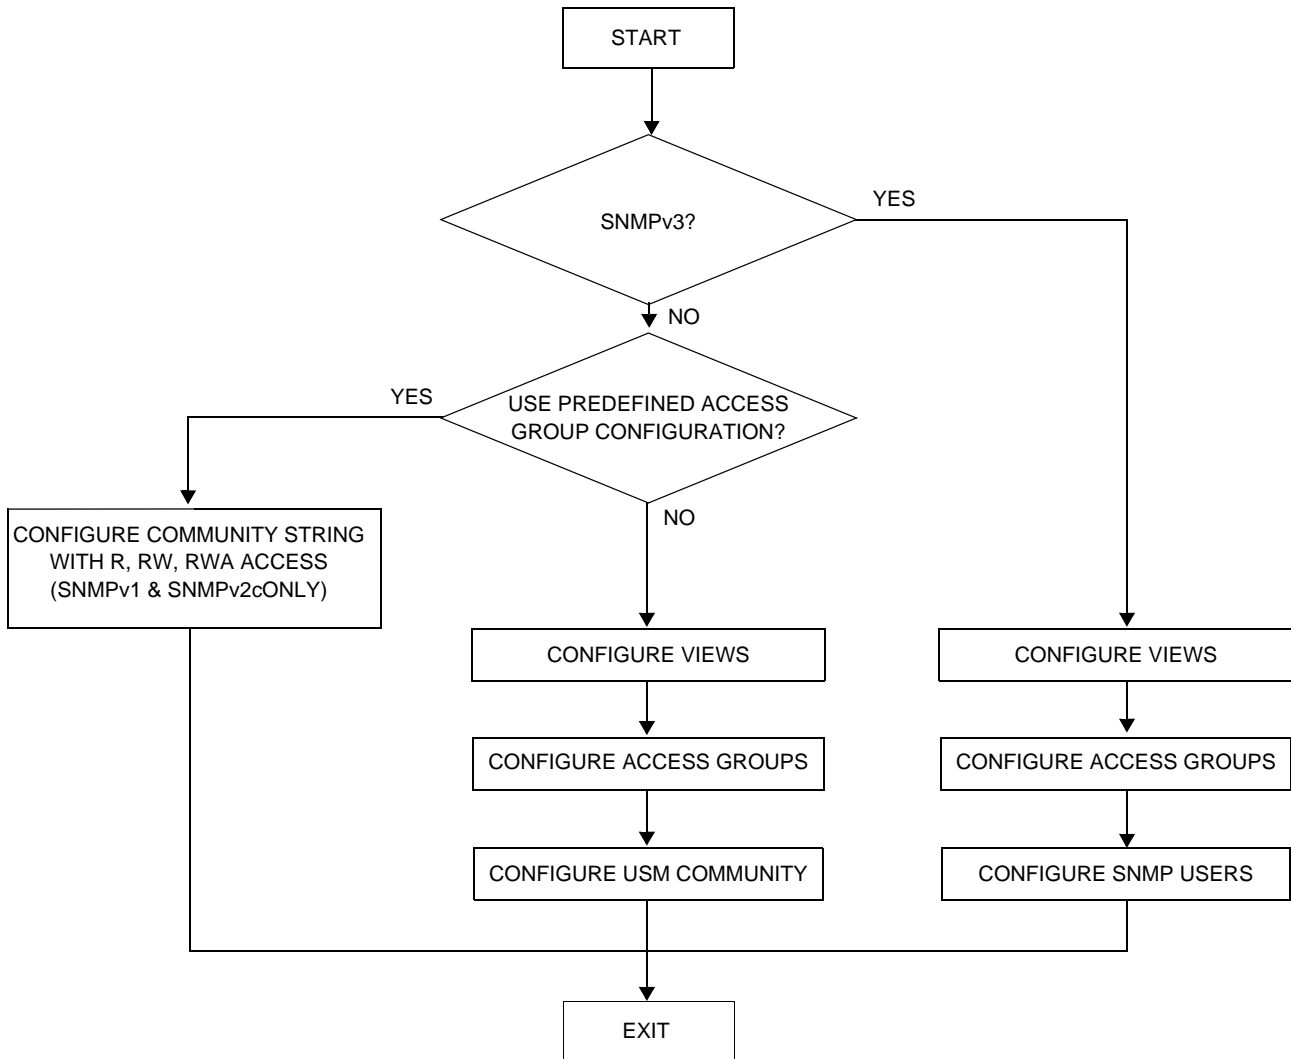 START
SNMPv3?
YES
NO
USE PREDEFINED ACCESS
GROUP CONFIGURATION?
YES
NO
CONFIGURE COMMUNITY STRING
WITH R, RW, RWA ACCESS
(SNMPv1 & SNMPv2cONLY)
CONFIGURE VIEWS
CONFIGURE VIEWS
CONFIGURE ACCESS GROUPS
CONFIGURE ACCESS GROUPS
CONFIGURE USM COMMUNITY
CONFIGURE SNMP USERS
EXIT